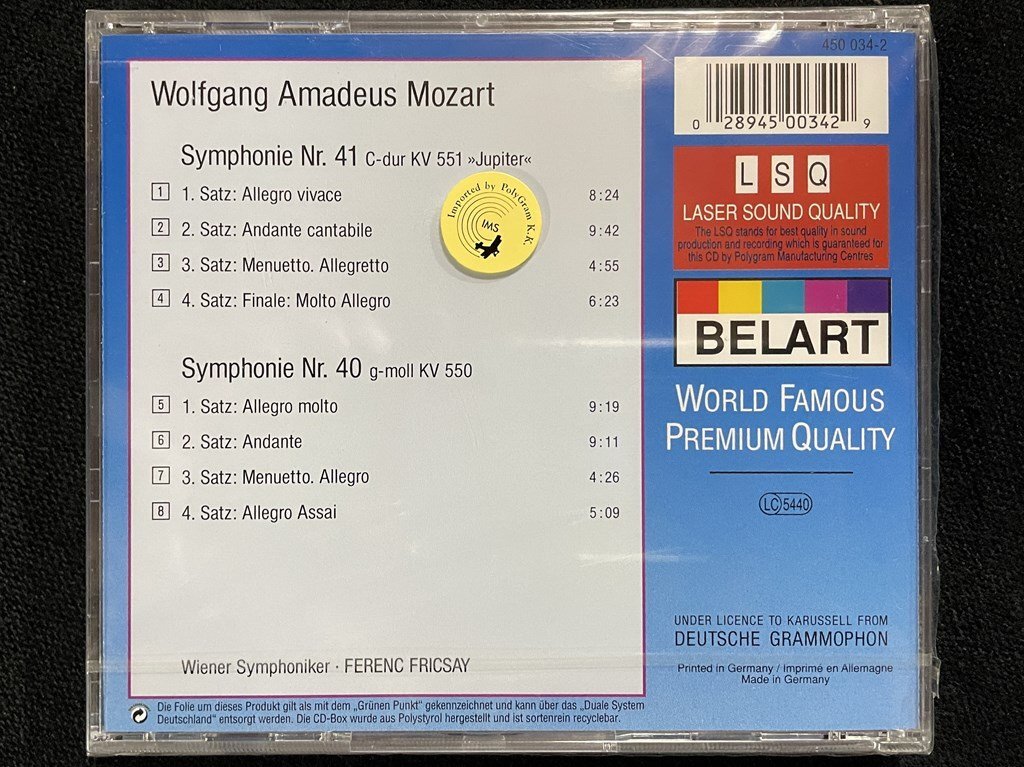 450 034-2
Wolfgang Amadeus Mozart
Symphonie Nr. 41 C-dur KV 551 »Jupiter«
1 1. Satz: Allegro vivace 8:24
2 2. Satz: Andante cantabile 9:42
3 3. Satz: Menuetto. Allegretto 4:55
4 4. Satz: Finale: Molto Allegro 6:23
Imported by PolyGram K.K.
IMS
Symphonie Nr. 40 g-moll KV 550
5 1. Satz: Allegro molto 9:19
6 2. Satz: Andante 9:11
7 3. Satz: Menuetto. Allegro 4:26
8 4. Satz: Allegro Assai 5:09
Wiener Symphoniker · FERENC FRICSAY
Die Folie um dieses Produkt gilt als mit dem „Grünen Punkt" gekennzeichnet und kann über das „Duale System
Deutschland" entsorgt werden. Die CD-Box wurde aus Polystyrol hergestellt und ist sortenrein recyclebar.
0 28945 00342 9
LSQ
LASER SOUND QUALITY
The LSQ stands for best quality in sound
production and recording which is guaranteed for
this CD by Polygram Manufacturing Centres
BELART
WORLD FAMOUS
PREMIUM QUALITY
LC 5440
UNDER LICENCE TO KARUSSELL FROM
DEUTSCHE GRAMMOPHON
Printed in Germany / Imprimé en Allemagne
Made in Germany